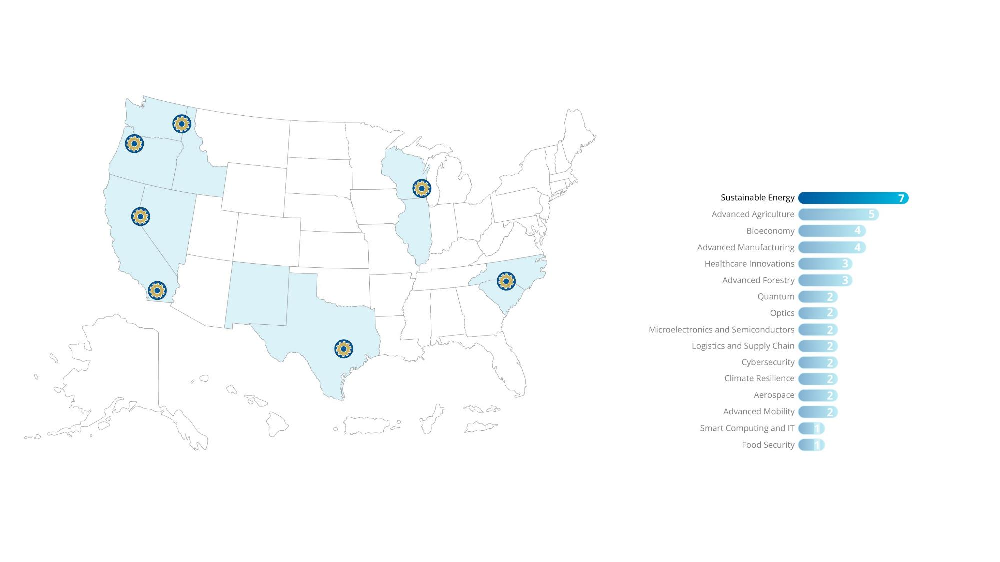 Sustainable Energy 7
Advanced Agriculture 5
Bioeconomy 4
Advanced Manufacturing 4
Healthcare Innovations 3
Advanced Forestry 3
Quantum 2
Optics 2
Microelectronics and Semiconductors 2
Logistics and Supply Chain 2
Cybersecurity 2
Climate Resilience 2
Aerospace 2
Advanced Mobility 2
Smart Computing and IT 1
Food Security 1